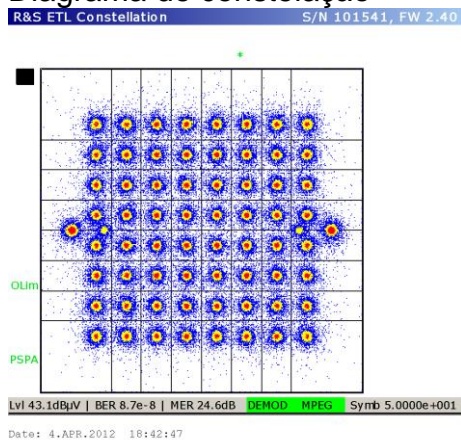 Diagrama de constelação
R&S ETL Constellation S/N 101541, FW 2.40
OLim
PSPA
Lvl 43.1dBµV | BER 8.7e-8 | MER 24.6dB DEMOD MPEG Symb 5.0000e+001
Date: 4.APR.2012 18:42:47